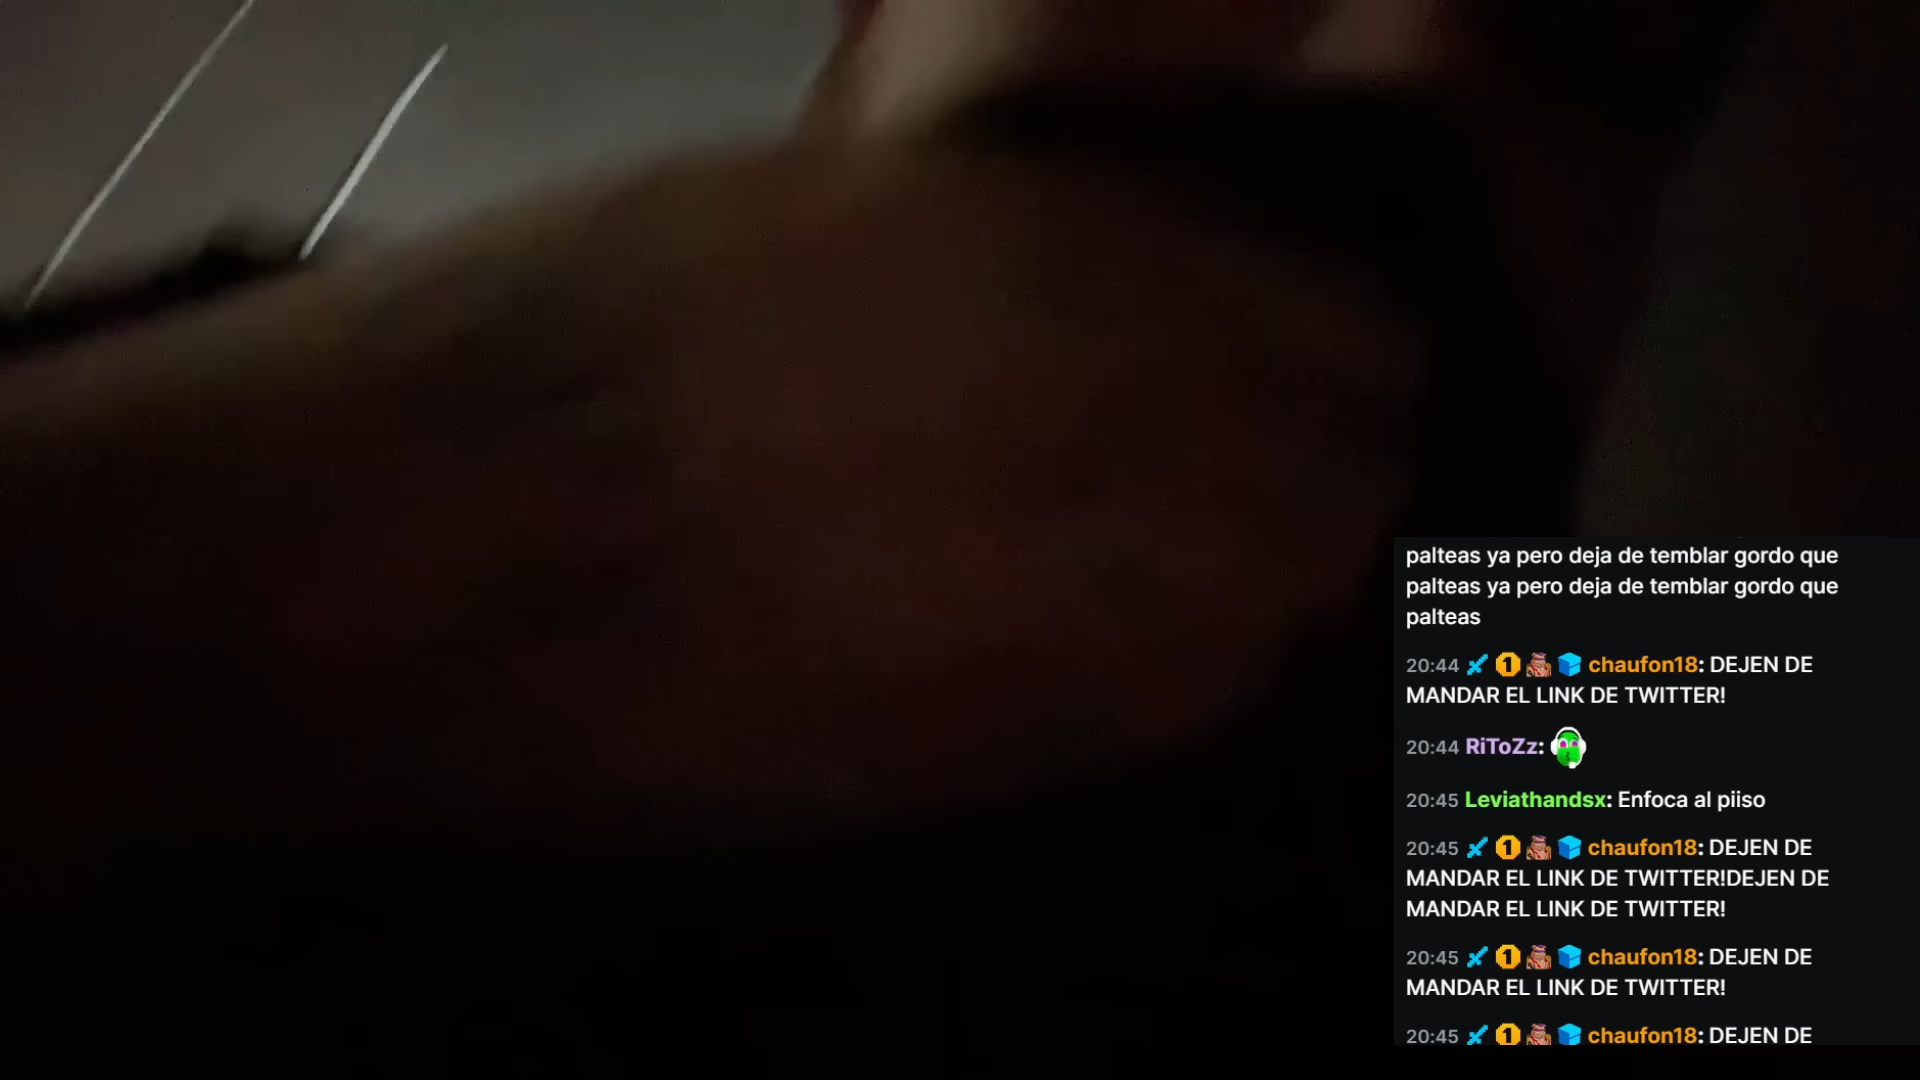 palteas ya pero deja de temblar gordo que
palteas ya pero deja de temblar gordo que
palteas
20:44 chaufon18: DEJEN DE
MANDAR EL LINK DE TWITTER!
20:44 RiToZz:
20:45 Leviathandsx: Enfoca al piiso
20:45 chaufon18: DEJEN DE
MANDAR EL LINK DE TWITTER!DEJEN DE
MANDAR EL LINK DE TWITTER!
20:45 chaufon18: DEJEN DE
MANDAR EL LINK DE TWITTER!
20:45 chaufon18: DEJEN DE